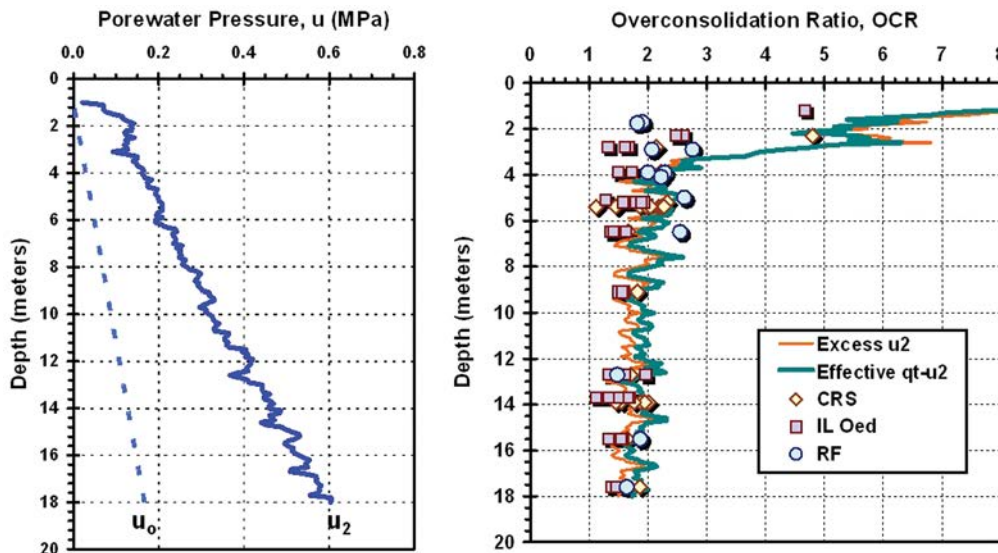 Porewater Pressure, u (MPa)
0.0 0.2 0.4 0.6 0.8
0
2
4
6
8
10
12
14
16
18
20
Depth (meters)
uo
u2
Overconsolidation Ratio, OCR
0 1 2 3 4 5 6 7 8
0
2
4
6
8
10
12
14
16
18
20
Depth (meters)
Excess u2
Effective qt-u2
CRS
IL Oed
RF